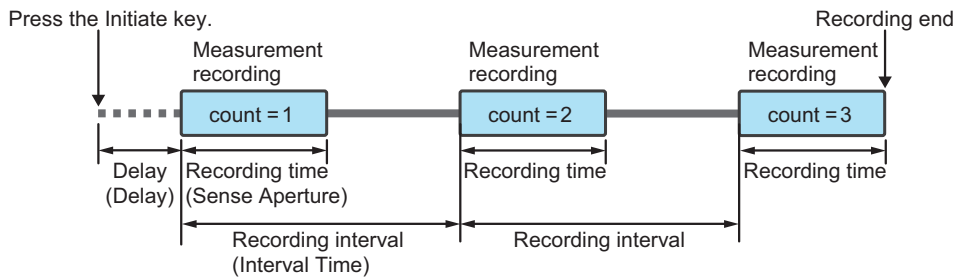 Press the Initiate key.
Recording end
Measurement
recording
Measurement
recording
Measurement
recording
count = 1
count = 2
count = 3
Delay
(Delay)
Recording time
(Sense Aperture)
Recording time
Recording time
Recording interval
(Interval Time)
Recording interval